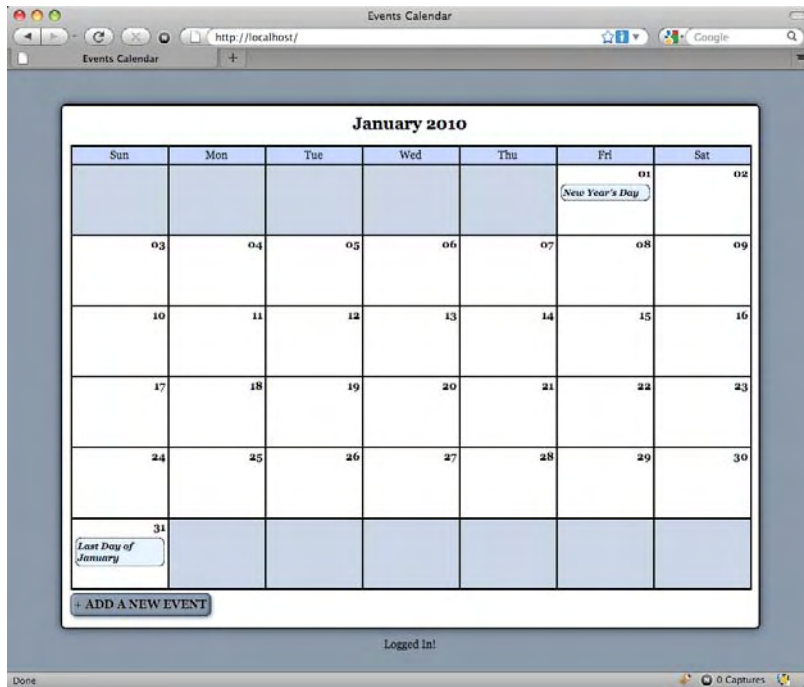 Events Calendar
http://localhost/
Google
Events Calendar
+
January 2010
Sun Mon Tue Wed Thu Fri Sat
01 02
New Year's Day
03 04 05 06 07 08 09
10 11 12 13 14 15 16
17 18 19 20 21 22 23
24 25 26 27 28 29 30
31
Last Day of
January
+ ADD A NEW EVENT
Logged In!
Done
0 Captures